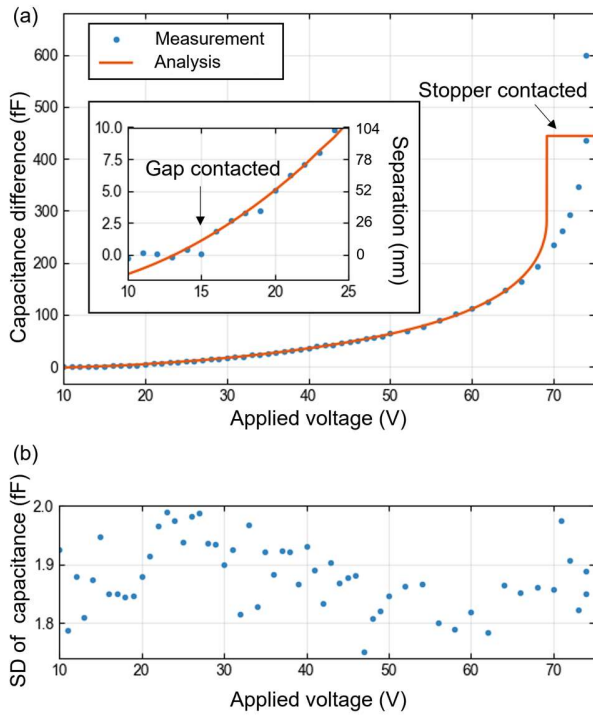 (a)
Measurement
Analysis
Stopper contacted
Capacitance difference (fF)
600
500
400
300
200
100
0
10 20 30 40 50 60 70
Applied voltage (V)
Gap contacted
10.0
7.5
5.0
2.5
0.0
10 15 20 25
104
78
52
26
0
Separation (nm)
(b)
SD of capacitance (fF)
2.0
1.9
1.8
10 20 30 40 50 60 70
Applied voltage (V)